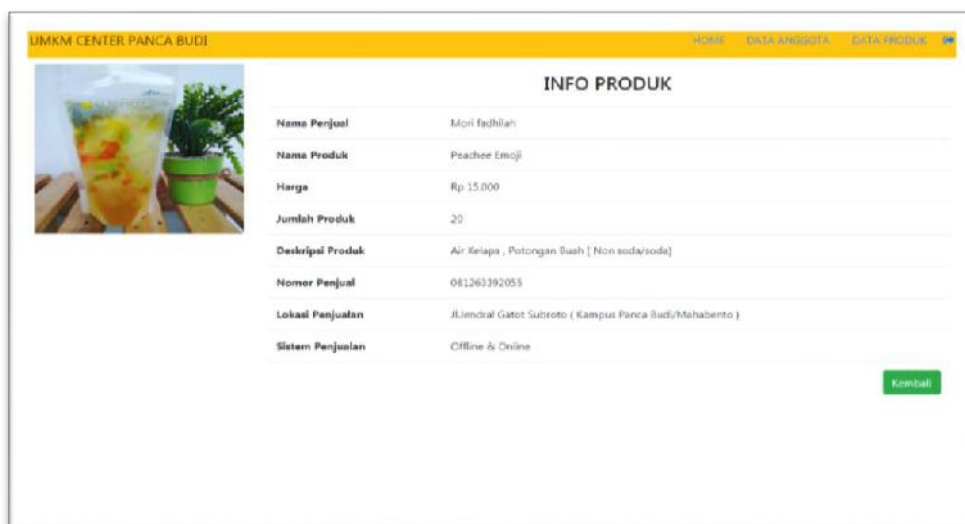 UMKM CENTER PANCA BUDI HOME DATA ANGGOTA DATA PRODUK
INFO PRODUK
Nama Penjual Mori fadhilah
Nama Produk Peachee Emoji
Harga Rp 15.000
Jumlah Produk 20
Deskripsi Produk Air Kelapa , Potongan Buah ( Non soda/soda)
Nomor Penjual
Lokasi Penjualan Jl.Jendral Gatot Subroto ( Kampus Panca Budi/Mahabento )
Sistem Penjualan Offline & Online
Kembali